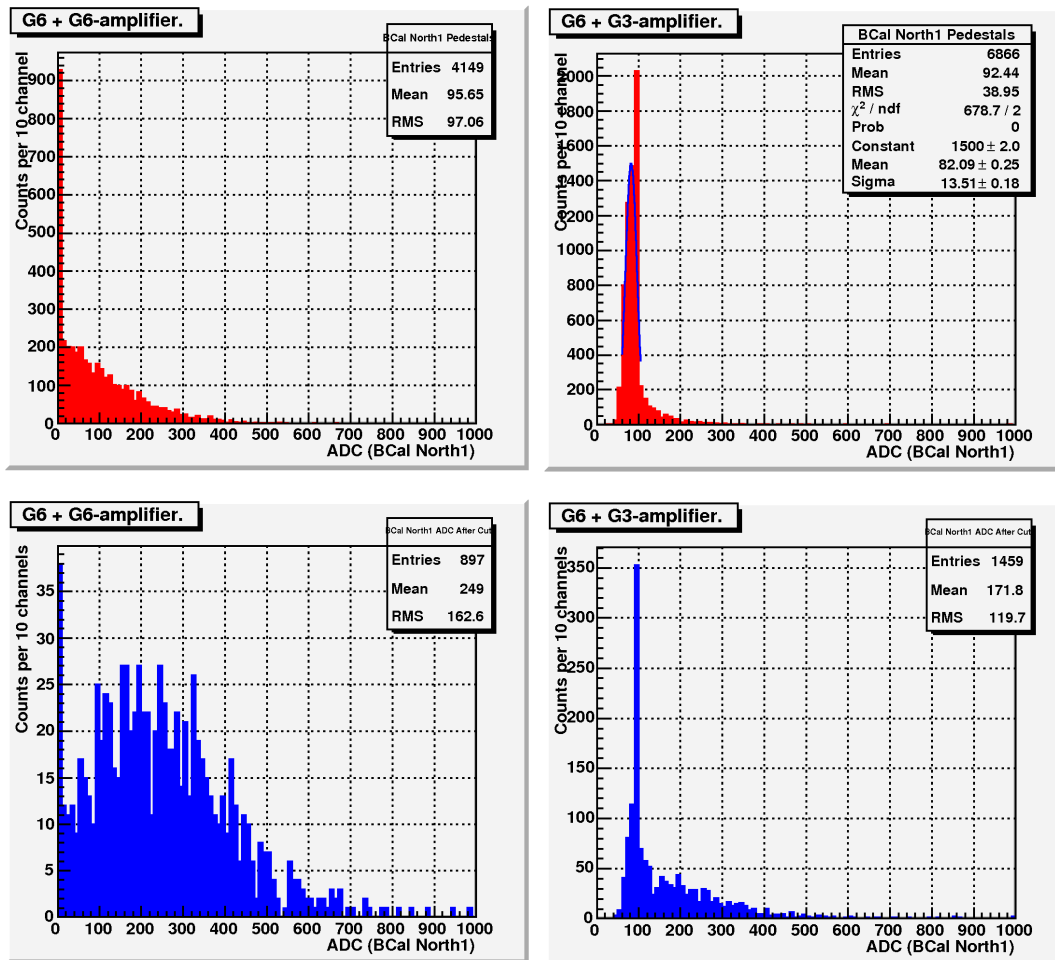 G6 + G6-amplifier.
BCal North1 Pedestals
Entries 4149
Mean 95.65
RMS 97.06
Counts per 10 channel
900
800
700
600
500
400
300
200
100
0
0 100 200 300 400 500 600 700 800 900 1000
ADC (BCal North1)
G6 + G3-amplifier.
BCal North1 Pedestals
Entries 6866
Mean 92.44
RMS 38.95
χ² / ndf 678.7 / 2
Prob 0
Constant 1500 ± 2.0
Mean 82.09 ± 0.25
Sigma 13.51 ± 0.18
Counts per 10 channel
2000
1800
1600
1400
1200
1000
800
600
400
200
0
0 100 200 300 400 500 600 700 800 900 1000
ADC (BCal North1)
G6 + G6-amplifier.
BCal North1 ADC After Cut
Entries 897
Mean 249
RMS 162.6
Counts per 10 channels
35
30
25
20
15
10
5
0
0 100 200 300 400 500 600 700 800 900 1000
ADC (BCal North1)
G6 + G3-amplifier.
BCal North1 ADC After Cut
Entries 1459
Mean 171.8
RMS 119.7
Counts per 10 channels
350
300
250
200
150
100
50
0
0 100 200 300 400 500 600 700 800 900 1000
ADC (BCal North1)